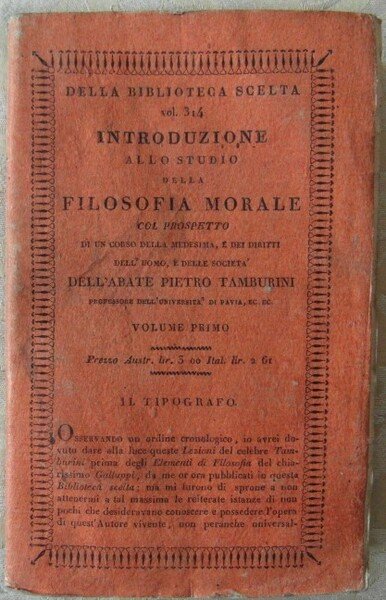 DELLA BIBLIOTECA SCELTA
vol. 314
INTRODUZIONE
ALLO STUDIO
DELLA
FILOSOFIA MORALE
COL PROSPETTO
DI UN CORSO DELLA MEDESIMA, E DEI DIRITTI
DELL' UOMO, E DELLE SOCIETA'
DELL'ABATE PIETRO TAMBURINI
PROFESSORE DELL'UNIVERSITA' DI PAVIA, EC. EC.
VOLUME PRIMO
Prezzo Austr. lir. 3 00 Ital. lir. 2 61
IL TIPOGRAFO.
OSSERVANDO un ordine cronologico, io avrei do-
vuto dare alla luce queste Lezioni del celebre Tam-
burini prima degli Elementi di Filosofia del chia-
rissimo Galluppi, da me or ora pubblicati in questa
Biblioteca scelta; ma mi furono di sprone a non
attenermi a tal massima le reiterate istanze di non
pochi che desideravano conoscere e possedere l'opera
di quest'Autore vivente, non peranche universal-